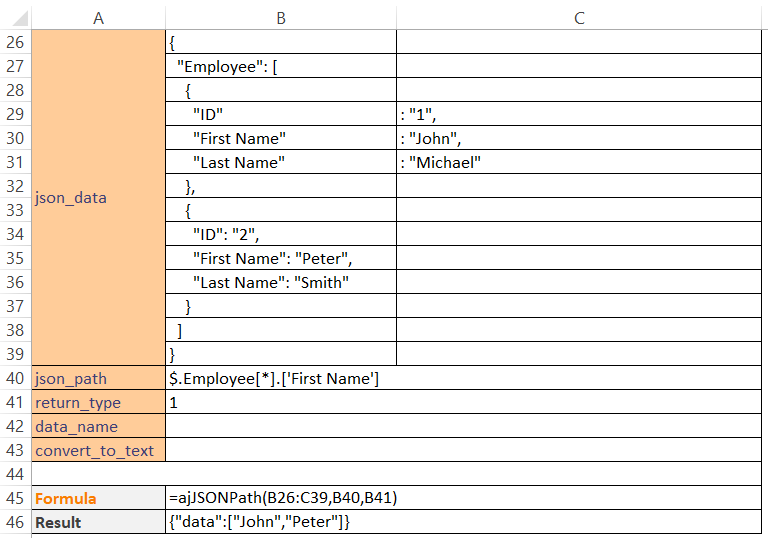 A B C
26 {
27 "Employee": [
28 {
29 "ID" : "1",
30 "First Name" : "John",
31 "Last Name" : "Michael"
32 },
json_data
33 {
34 "ID": "2",
35 "First Name": "Peter",
36 "Last Name": "Smith"
37 }
38 ]
39 }
40 json_path $.Employee[*].['First Name']
41 return_type 1
42 data_name
43 convert_to_text
44
45 Formula =ajJSONPath(B26:C39,B40,B41)
46 Result {"data":["John","Peter"]}